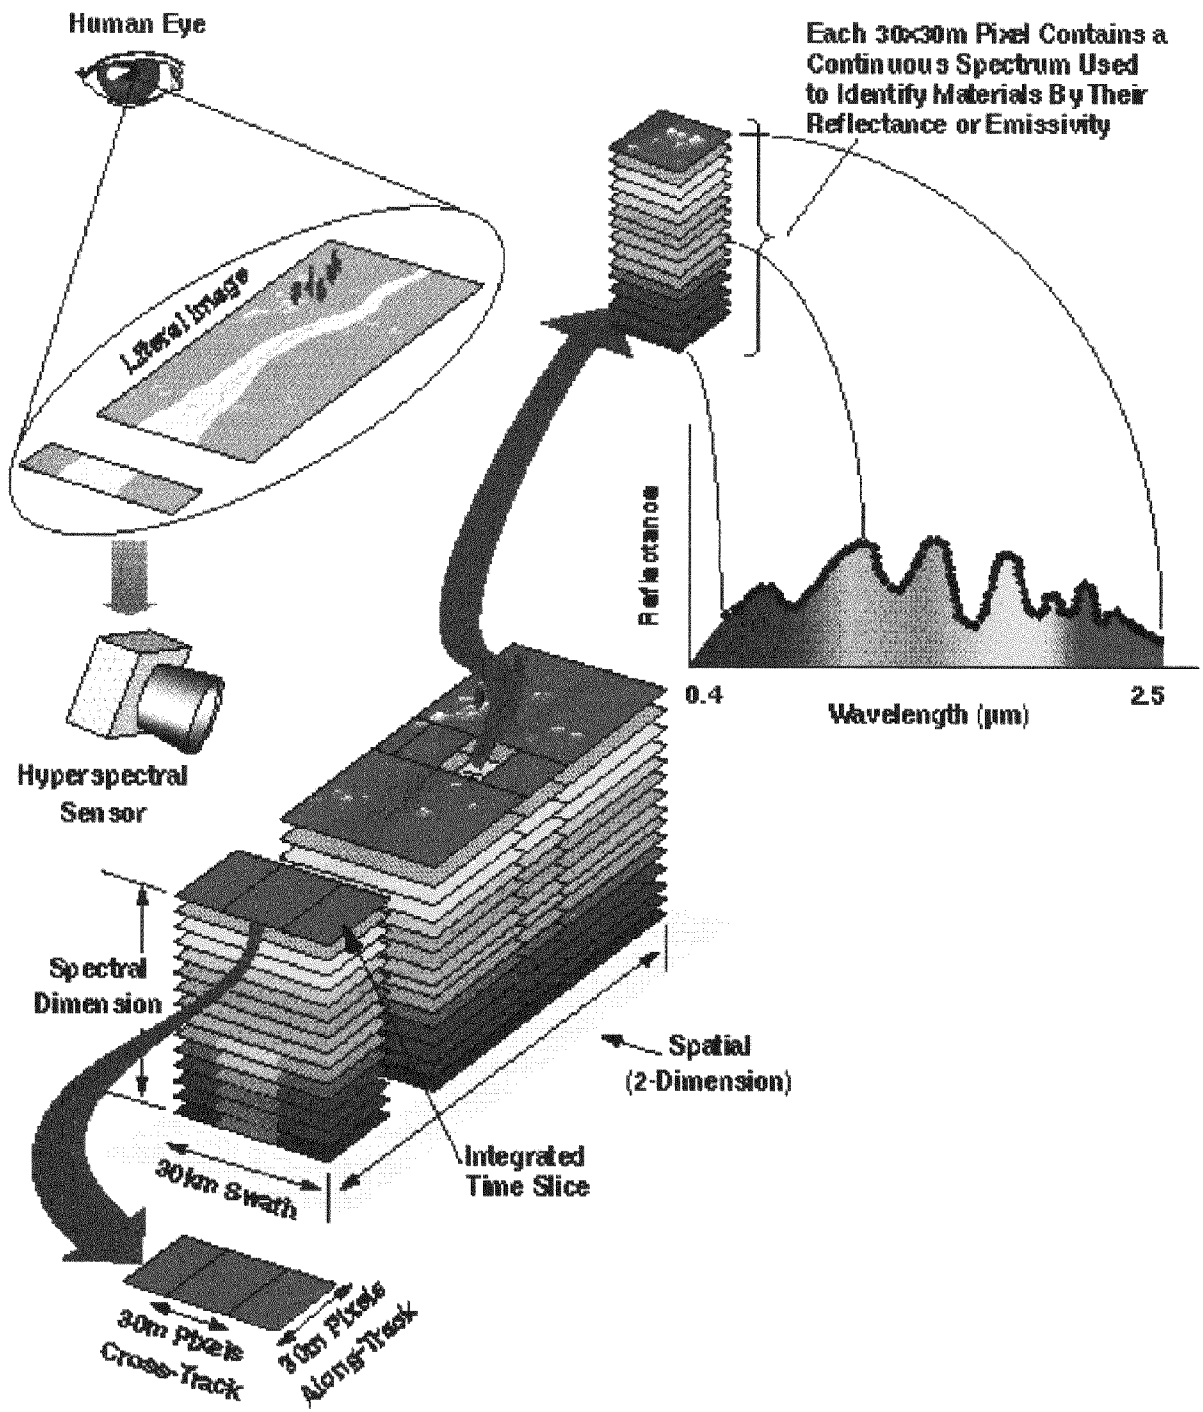 Human Eye
Each 30×30m Pixel Contains a
Continuous Spectrum Used
to Identify Materials By Their
Reflectance or Emissivity
Literal Image
Reflectance
0.4
2.5
Wavelength (µm)
Hyperspectral
Sensor
Spectral
Dimension
Spatial
(2-Dimension)
Integrated
Time Slice
30km Swath
30m Pixels
Cross-Track
30m Pixels
Along-Track